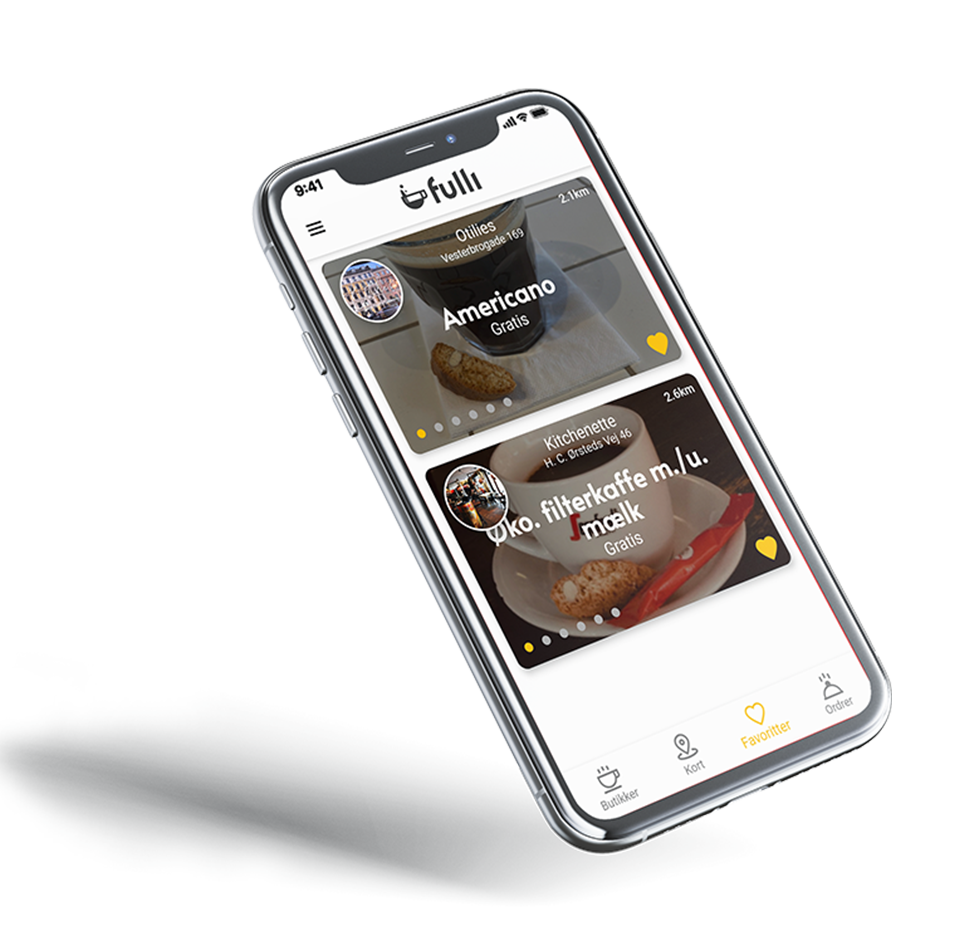 9:41
fulli
2.1km
Otilies
Vesterbrogade 169
Americano
Gratis
2.6km
Kitchenette
H. C. Ørsteds Vej 46
Øko. filterkaffe m./u.
mælk
Gratis
Butikker
Kort
Favoritter
Ordrer